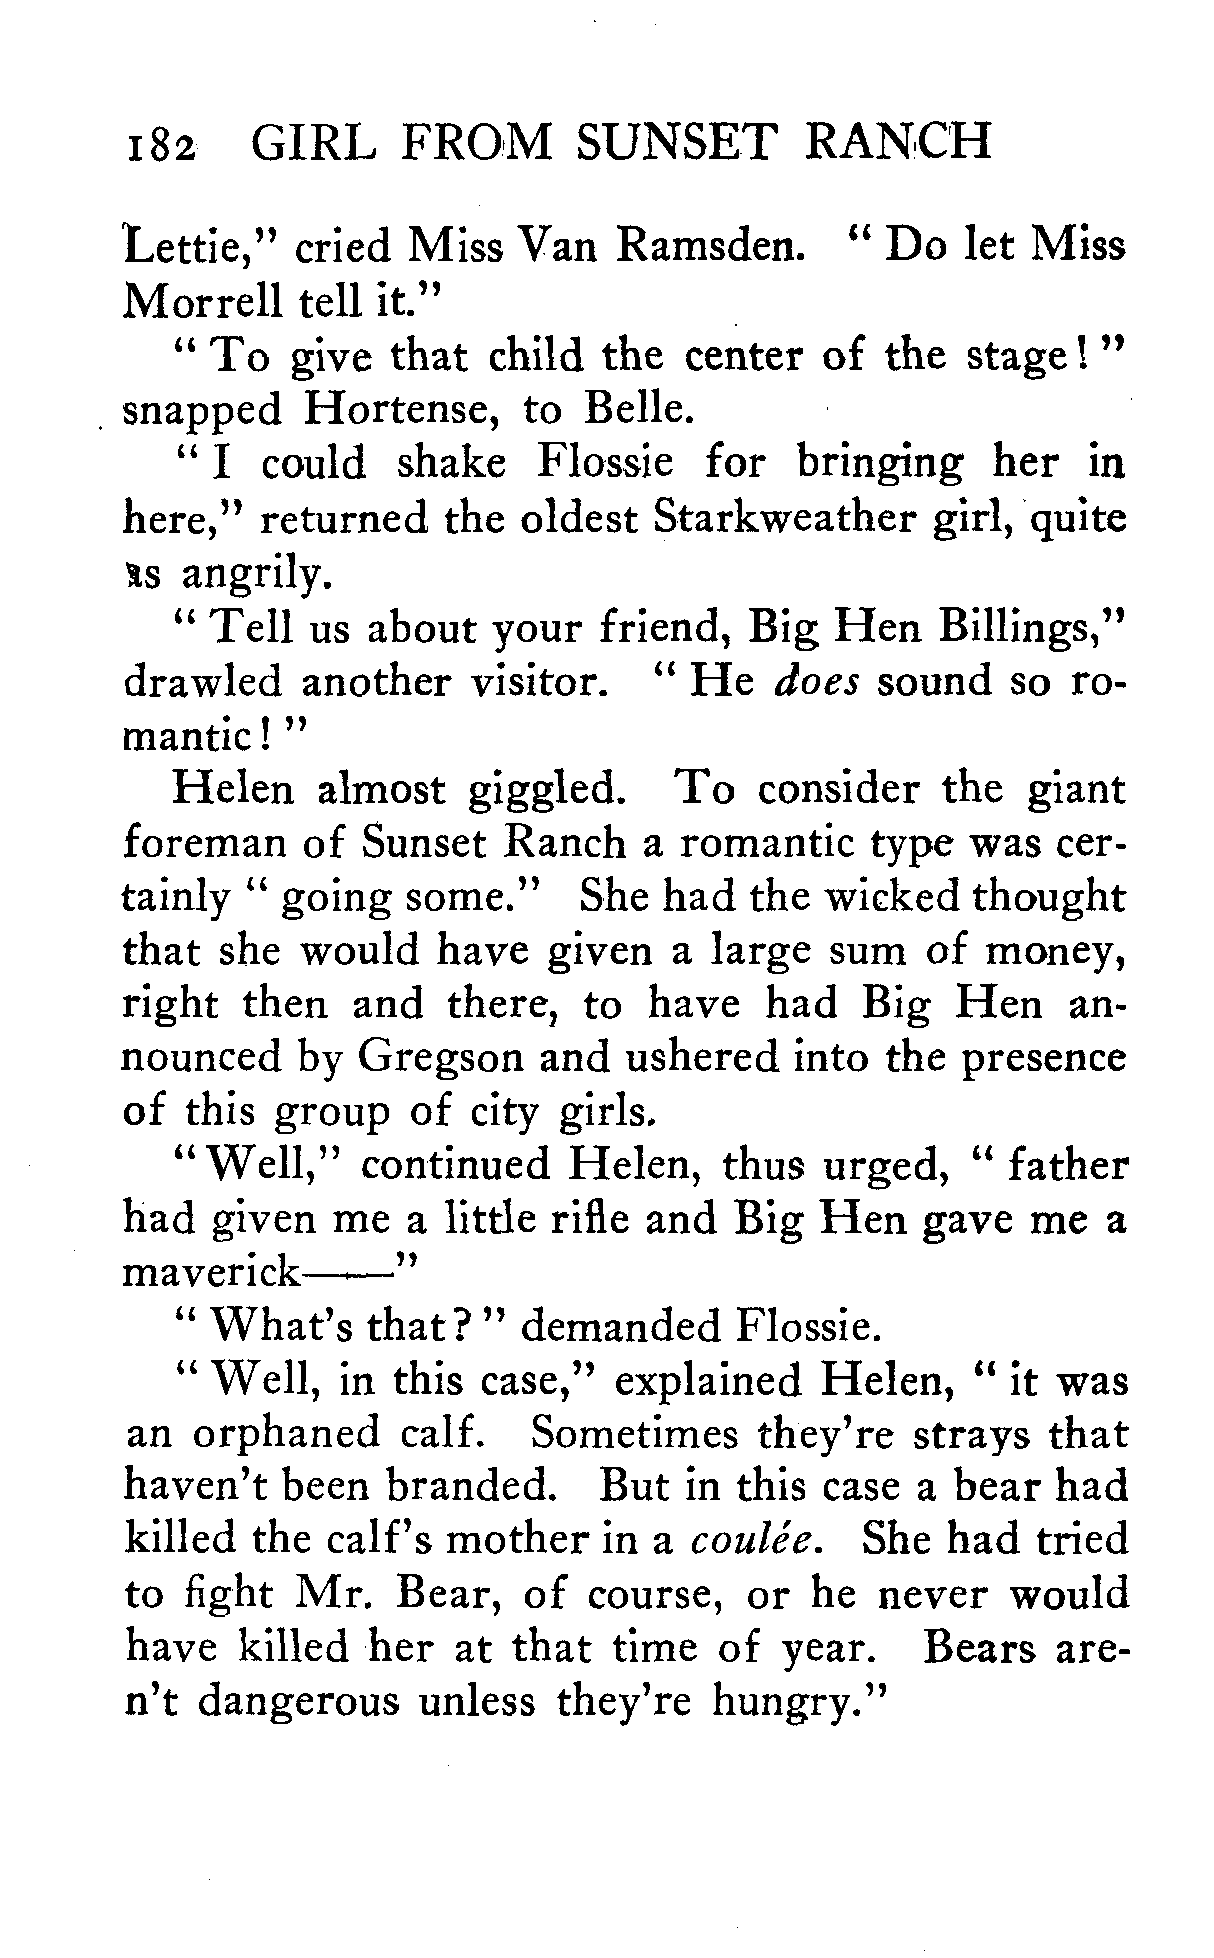 182 GIRL FROM SUNSET RANCH
Lettie," cried Miss Van Ramsden. "Do let Miss
Morrell tell it."
"To give that child the center of the stage!"
snapped Hortense, to Belle.
"I could shake Flossie for bringing her in
here," returned the oldest Starkweather girl, quite
as angrily.
"Tell us about your friend, Big Hen Billings,"
drawled another visitor. "He does sound so ro-
mantic!"
Helen almost giggled. To consider the giant
foreman of Sunset Ranch a romantic type was cer-
tainly "going some." She had the wicked thought
that she would have given a large sum of money,
right then and there, to have had Big Hen an-
nounced by Gregson and ushered into the presence
of this group of city girls.
"Well," continued Helen, thus urged, "father
had given me a little rifle and Big Hen gave me a
maverick——"
"What's that?" demanded Flossie.
"Well, in this case," explained Helen, "it was
an orphaned calf. Sometimes they're strays that
haven't been branded. But in this case a bear had
killed the calf's mother in a coulée. She had tried
to fight Mr. Bear, of course, or he never would
have killed her at that time of year. Bears are-
n't dangerous unless they're hungry."